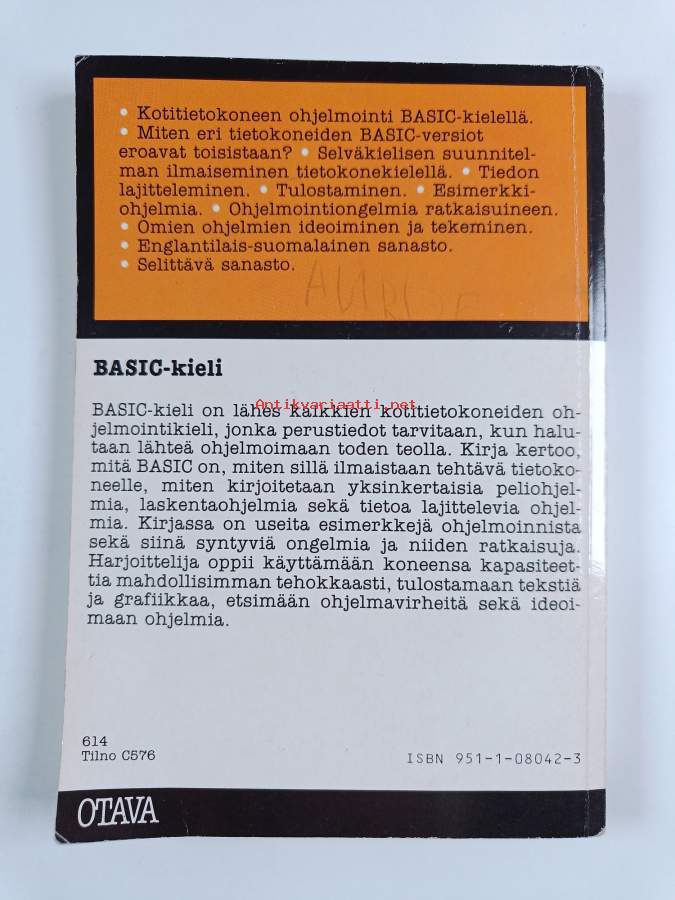 • Kotitietokoneen ohjelmointi BASIC-kielellä.
• Miten eri tietokoneiden BASIC-versiot
eroavat toisistaan? • Selväkielisen suunnitel-
man ilmaiseminen tietokonekielellä. • Tiedon
lajitteleminen. • Tulostaminen. • Esimerkki-
ohjelmia. • Ohjelmointiongelmia ratkaisuineen.
• Omien ohjelmien ideoiminen ja tekeminen.
• Englantilais-suomalainen sanasto.
• Selittävä sanasto.
BASIC-kieli
Antikvariaatti.net
BASIC-kieli on lähes kaikkien kotitietokoneiden oh-
jelmointikieli, jonka perustiedot tarvitaan, kun halu-
taan lähteä ohjelmoimaan toden teolla. Kirja kertoo,
mitä BASIC on, miten sillä ilmaistaan tehtävä tietoko-
neelle, miten kirjoitetaan yksinkertaisia peliohjel-
mia, laskentaohjelmia sekä tietoa lajittelevia ohjel-
mia. Kirjassa on useita esimerkkejä ohjelmoinnista
sekä siinä syntyviä ongelmia ja niiden ratkaisuja.
Harjoittelija oppii käyttämään koneensa kapasiteet-
tia mahdollisimman tehokkaasti, tulostamaan tekstiä
ja grafiikkaa, etsimään ohjelmavirheitä sekä ideoi-
maan ohjelmia.
614
Tilno C576
ISBN 951-1-08042-3
OTAVA